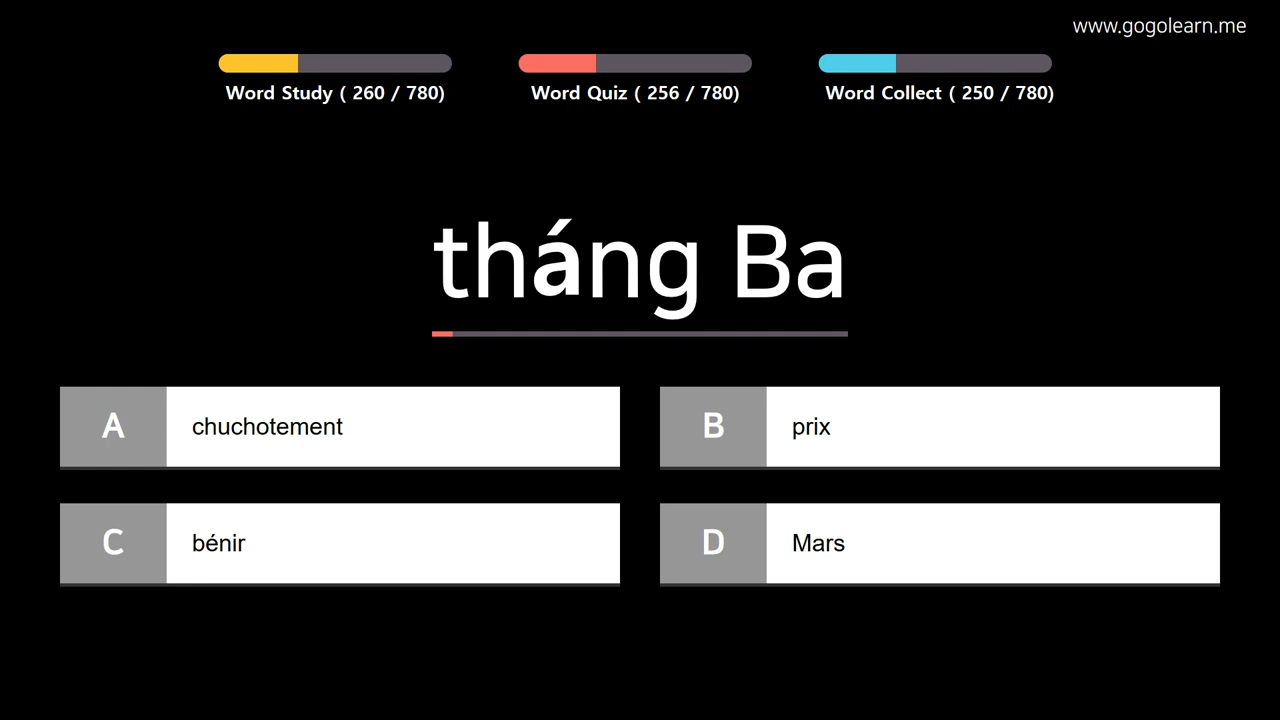 www.gogolearn.me
Word Study ( 260 / 780)
Word Quiz ( 256 / 780)
Word Collect ( 250 / 780)
tháng Ba
A chuchotement
B prix
C bénir
D Mars